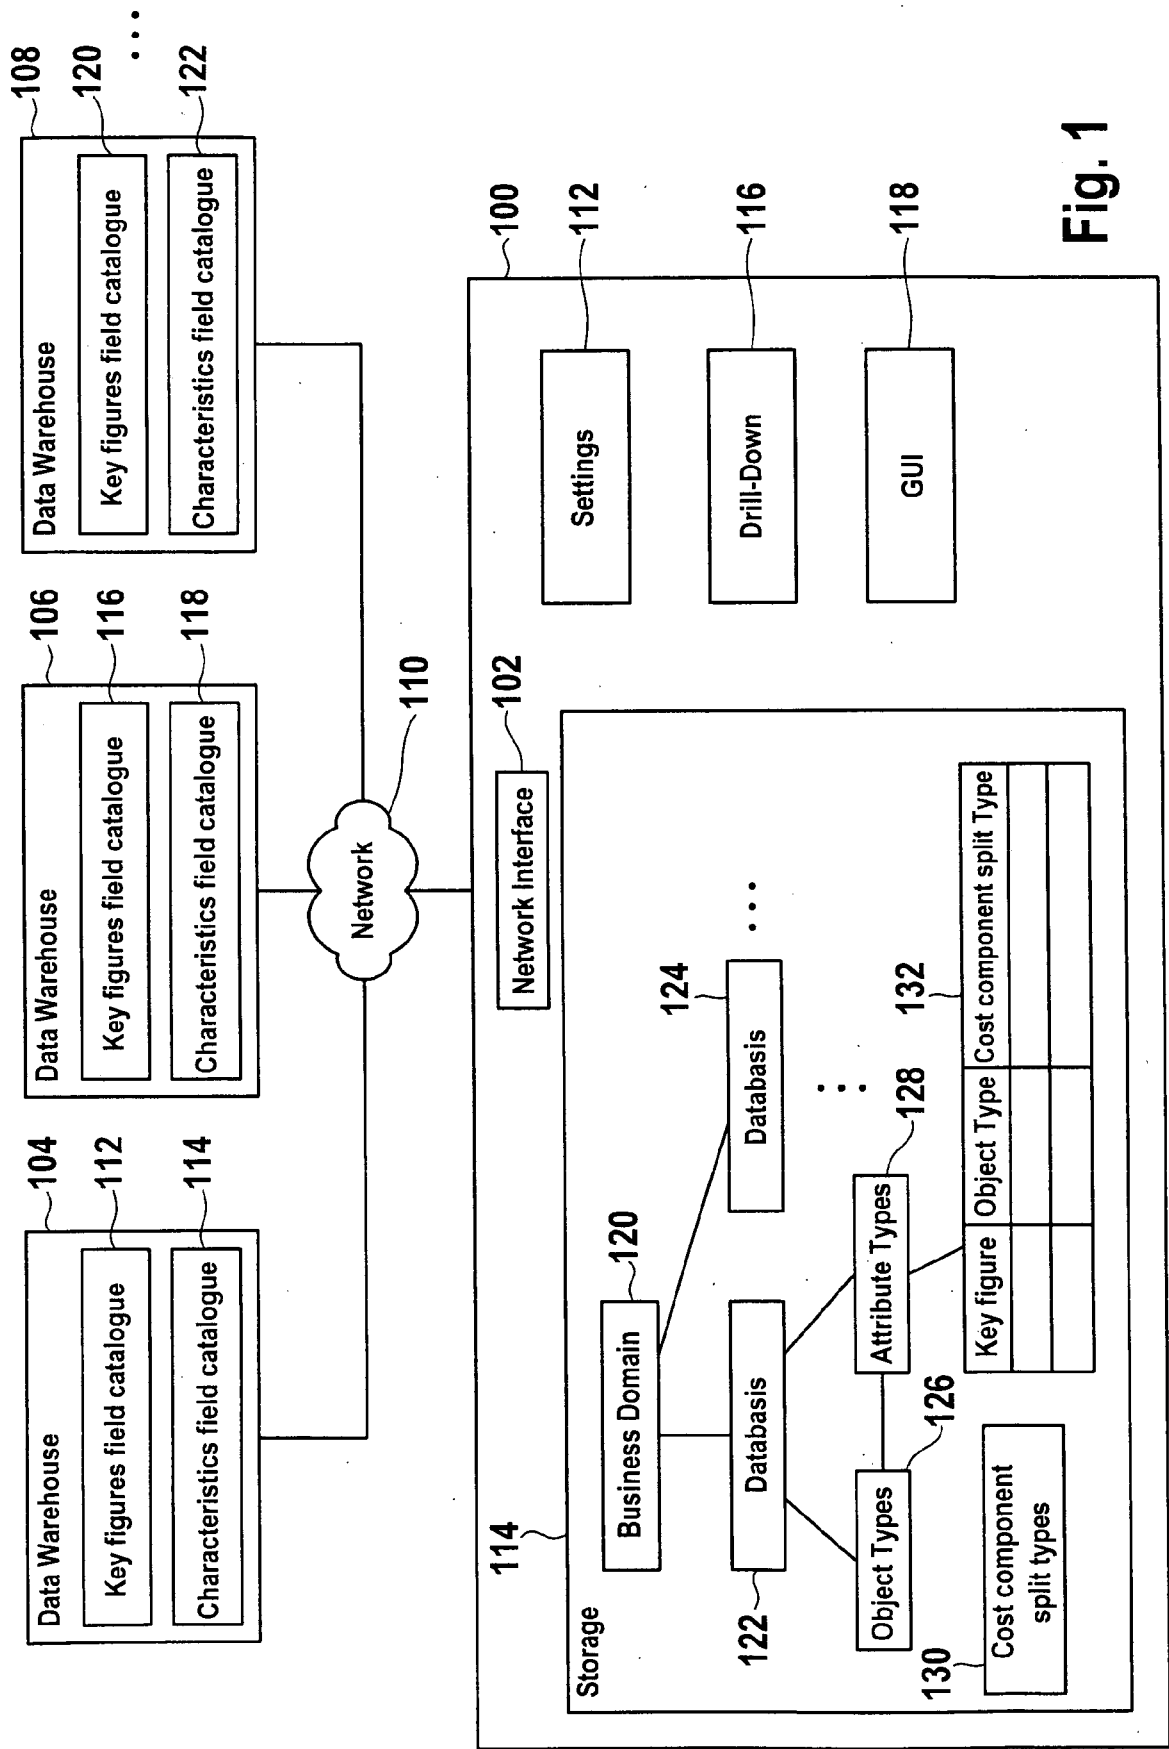 Data Warehouse
104
Key figures field catalogue
112
Characteristics field catalogue
114
Data Warehouse
106
Key figures field catalogue
116
Characteristics field catalogue
118
Data Warehouse
108
Key figures field catalogue
120
Characteristics field catalogue
122
...
Network
110
100
Network Interface
102
Storage
114
Business Domain
120
Databasis
122
Databasis
124
...
Object Types
126
Attribute Types
128
...
Cost component
split types
130
Key figure Object Type Cost component split Type
132
Settings
112
Drill-Down
116
GUI
118
Fig. 1